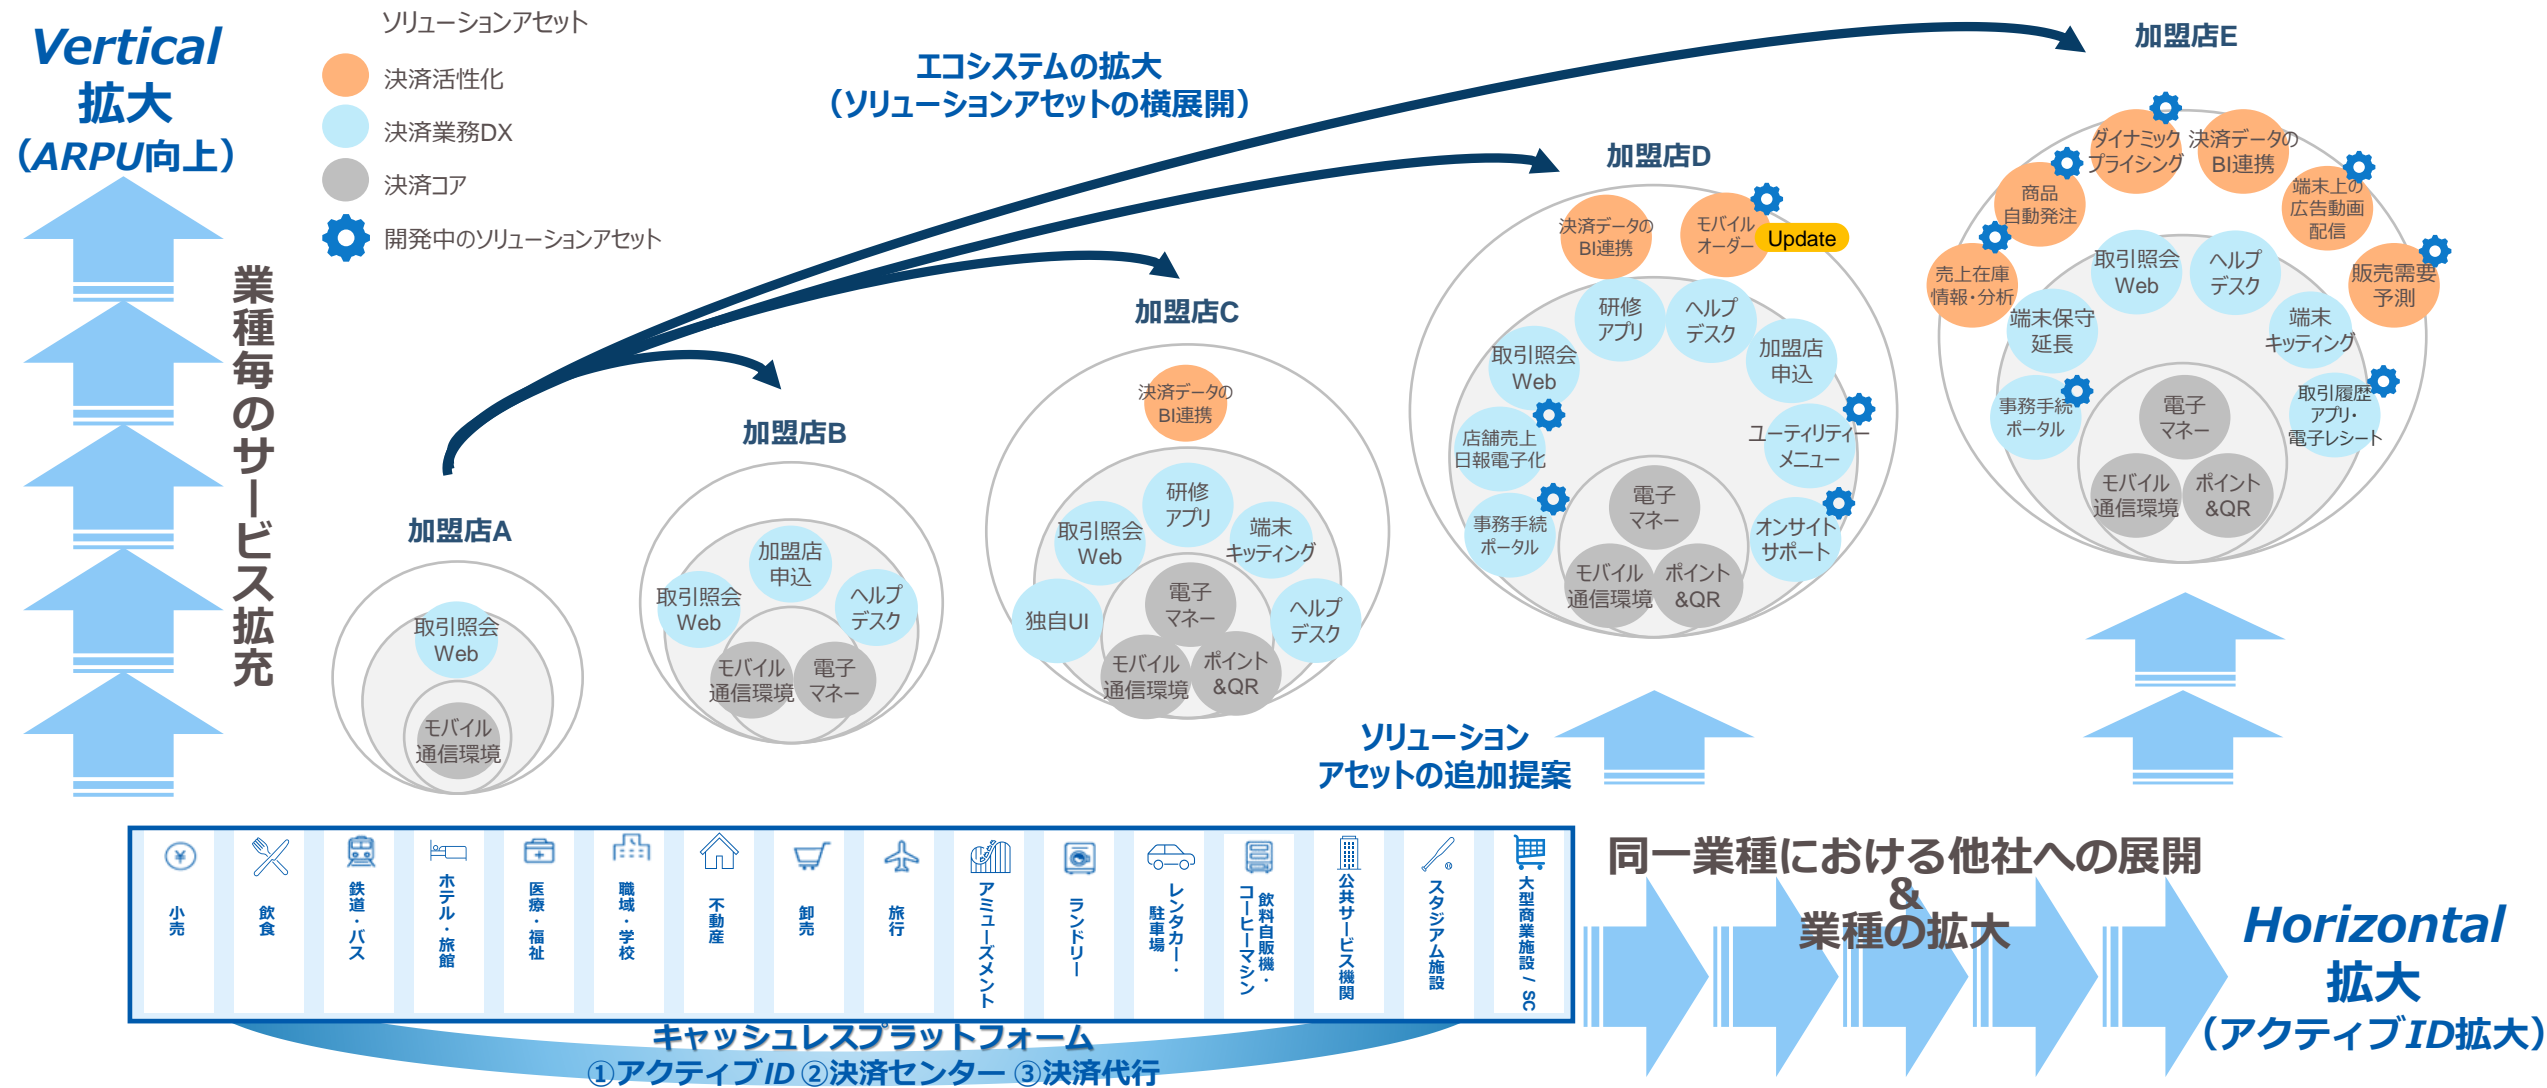 Vertical
拡大
（ARPU向上）
業種毎のサービス拡充
ソリューションアセット
決済活性化
決済業務DX
決済コア
開発中のソリューションアセット
エコシステムの拡大
（ソリューションアセットの横展開）
加盟店A
取引照会
Web
モバイル
通信環境
加盟店B
加盟店
申込
取引照会
Web
ヘルプ
デスク
モバイル
通信環境
電子
マネー
加盟店C
決済データの
BI連携
研修
アプリ
取引照会
Web
端末
キッティング
独自UI
ヘルプ
デスク
電子
マネー
モバイル
通信環境
ポイント
&QR
加盟店D
決済データの
BI連携
モバイル
オーダー
Update
研修
アプリ
ヘルプ
デスク
取引照会
Web
加盟店
申込
店舗売上
日報電子化
ユーティリティー
メニュー
事務手続
ポータル
オンサイト
サポート
電子
マネー
モバイル
通信環境
ポイント
&QR
加盟店E
ダイナミック
プライシング
決済データの
BI連携
商品
自動発注
端末上の
広告動画
配信
売上在庫
情報・分析
販売需要
予測
取引照会
Web
ヘルプ
デスク
端末保守
延長
端末
キッティング
事務手続
ポータル
取引履歴
アプリ・
電子レシート
電子
マネー
モバイル
通信環境
ポイント
&QR
ソリューション
アセットの追加提案
小売
飲食
鉄道・バス
ホテル・旅館
医療・福祉
職域・学校
不動産
卸売
旅行
アミューズメント
ランドリー
レンタカー・
駐車場
飲料自販機・
コーヒーマシン
公共サービス機関
スタジアム施設
大型商業施設 / SC
キャッシュレスプラットフォーム
①アクティブID ②決済センター ③決済代行
同一業種における他社への展開
&
業種の拡大
Horizontal
拡大
（アクティブID拡大）